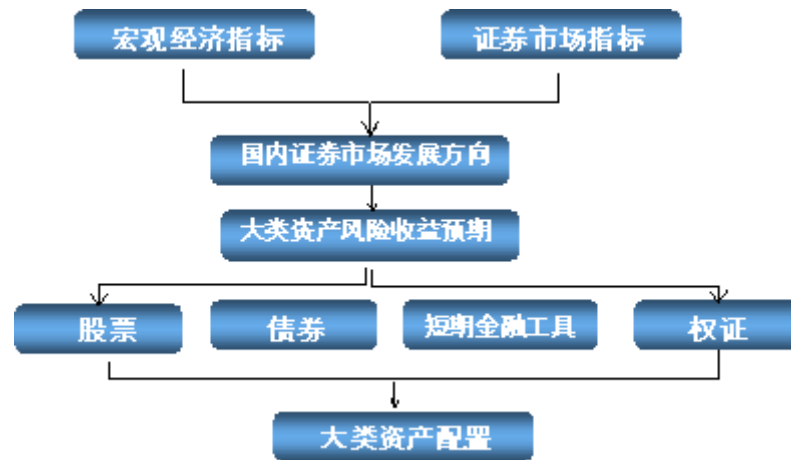 宏观经济指标
证券市场指标
国内证券市场发展方向
大类资产风险收益预期
股票
债券
短期金融工具
权证
大类资产配置